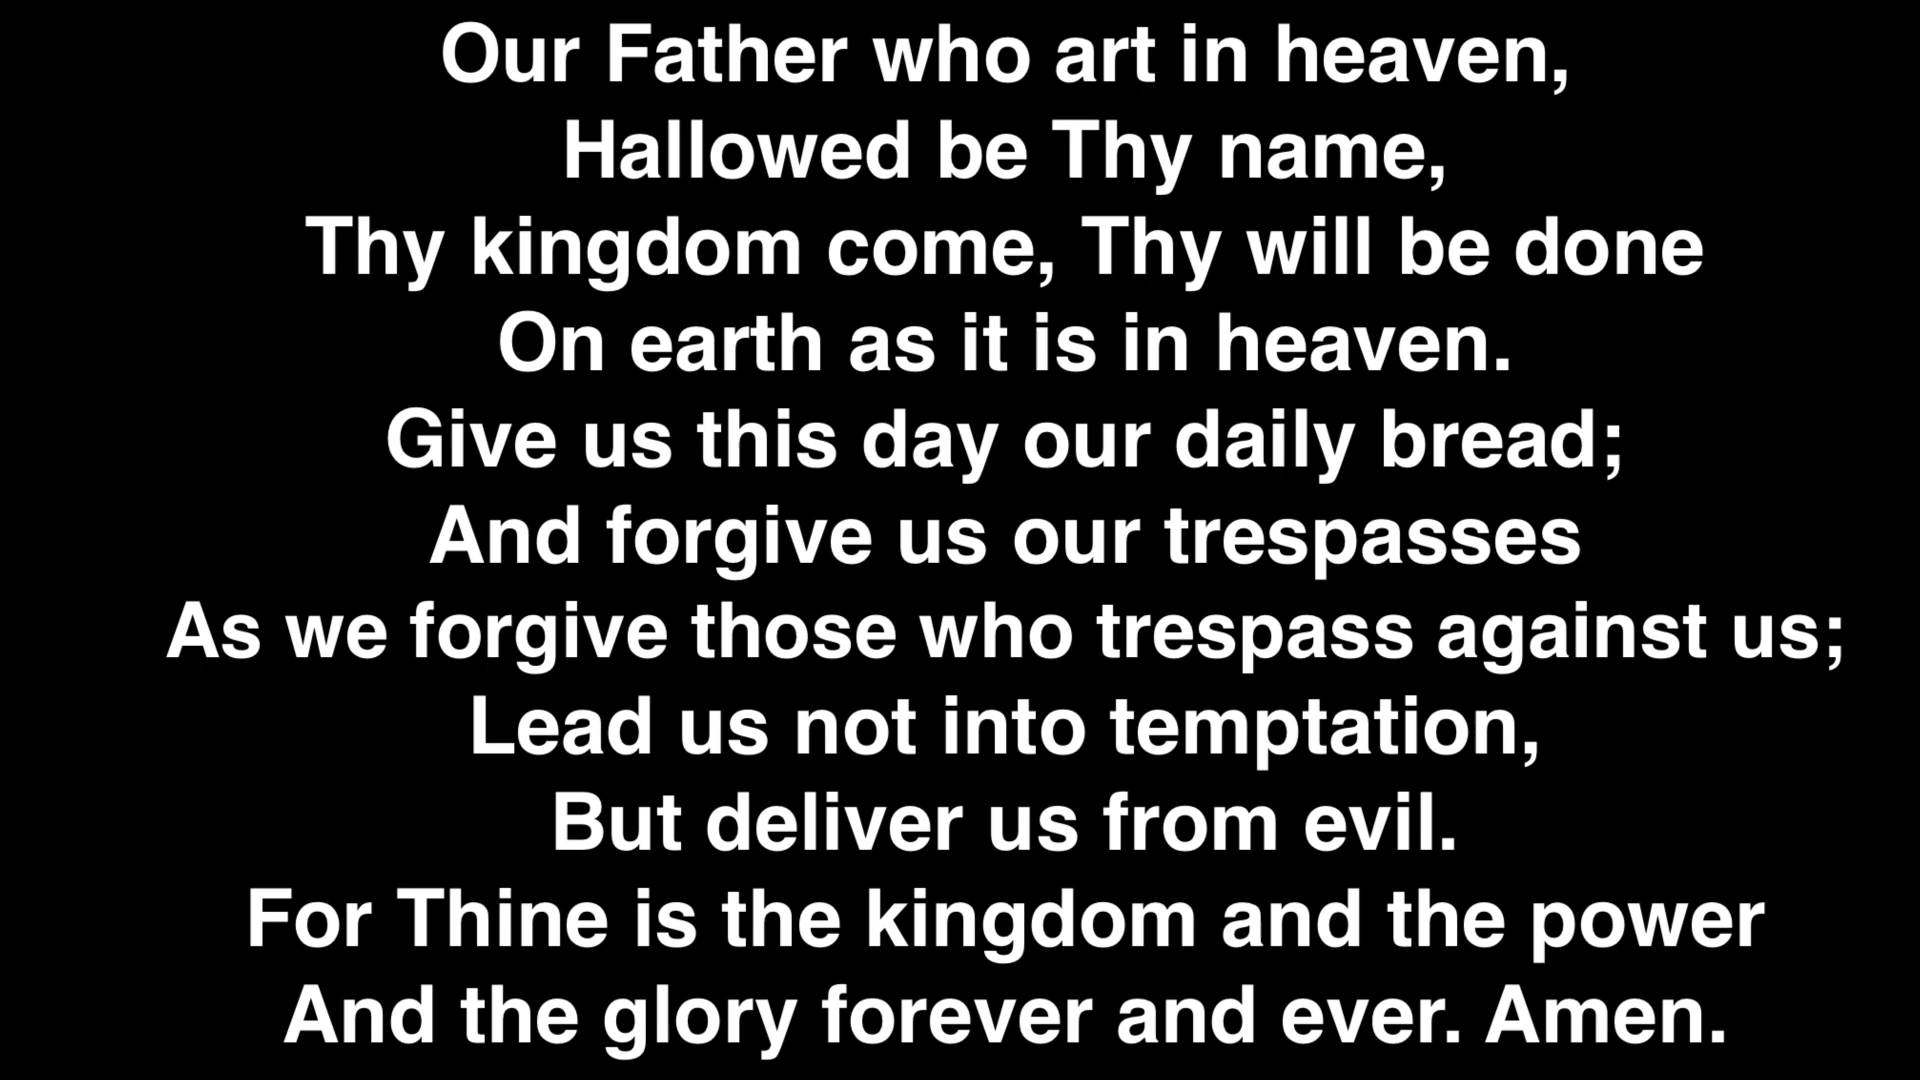 Our Father who art in heaven,
Hallowed be Thy name,
Thy kingdom come, Thy will be done
On earth as it is in heaven.
Give us this day our daily bread;
And forgive us our trespasses
As we forgive those who trespass against us;
Lead us not into temptation,
But deliver us from evil.
For Thine is the kingdom and the power
And the glory forever and ever. Amen.